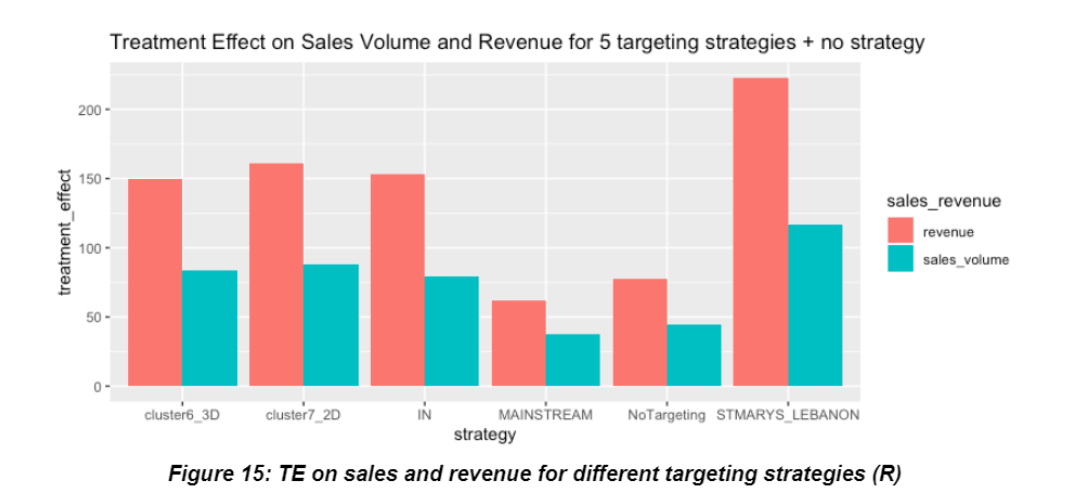 Treatment Effect on Sales Volume and Revenue for 5 targeting strategies + no strategy
200
150
100
50
0
treatment_effect
cluster6_3D cluster7_2D IN MAINSTREAM NoTargeting STMARYS_LEBANON
strategy
sales_revenue
revenue
sales_volume
Figure 15: TE on sales and revenue for different targeting strategies (R)